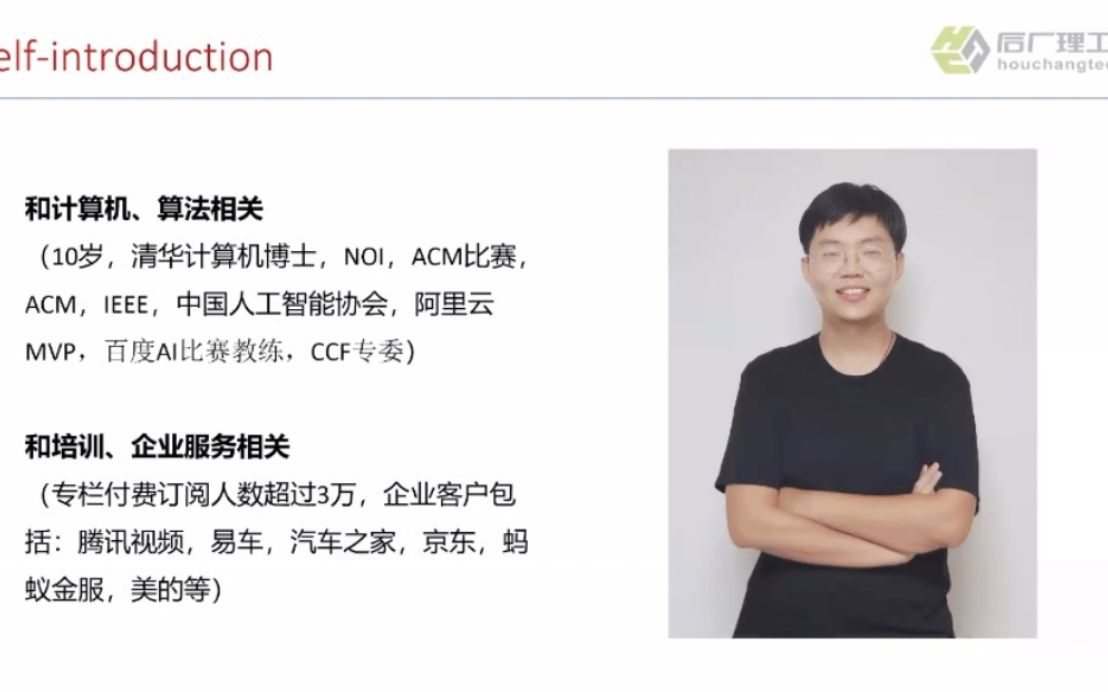 elf-introduction
后厂理工
houchangtec
和计算机、算法相关
（10岁，清华计算机博士，NOI，ACM比赛，
ACM，IEEE，中国人工智能协会，阿里云
MVP，百度AI比赛教练，CCF专委）
和培训、企业服务相关
（专栏付费订阅人数超过3万，企业客户包
括：腾讯视频，易车，汽车之家，京东，蚂
蚁金服，美的等）